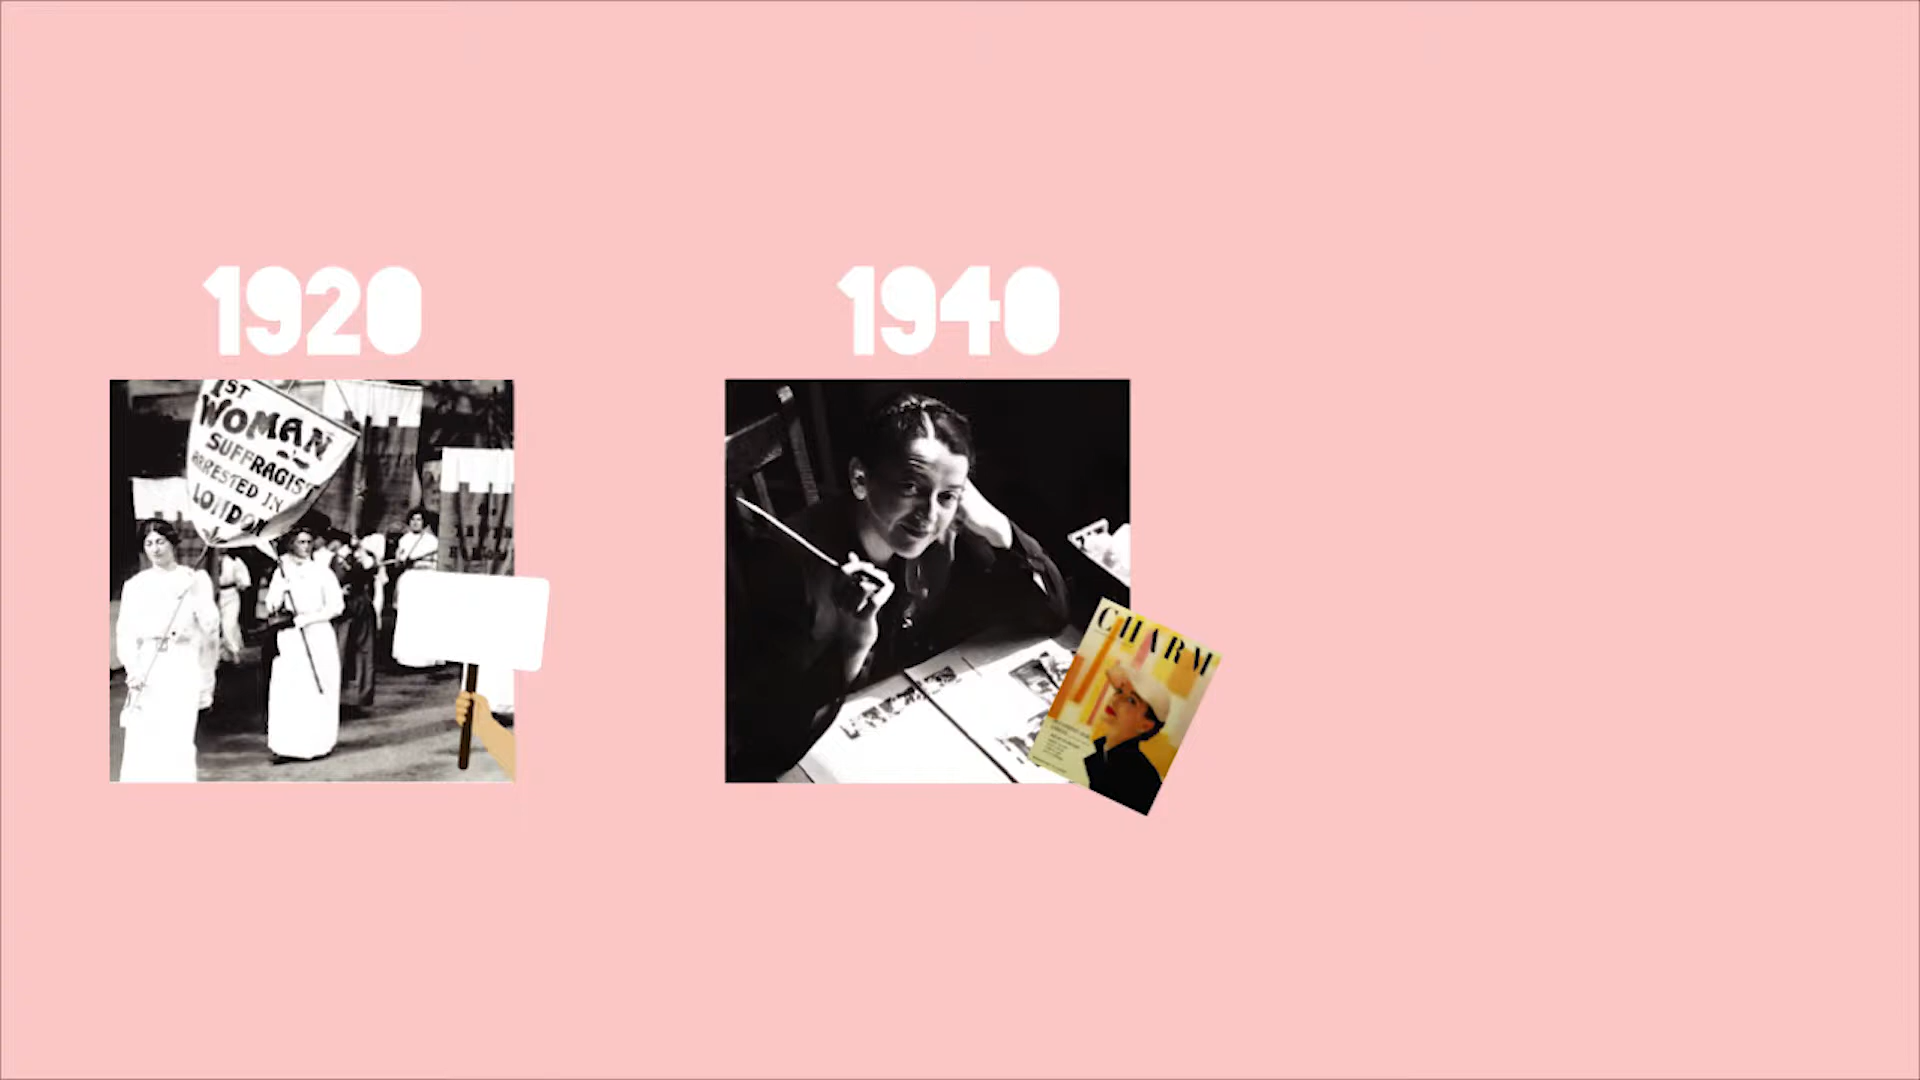 1920
1940
1ST
WOMAN
SUFFRAGIST
ARRESTED IN
LONDON
CHARM